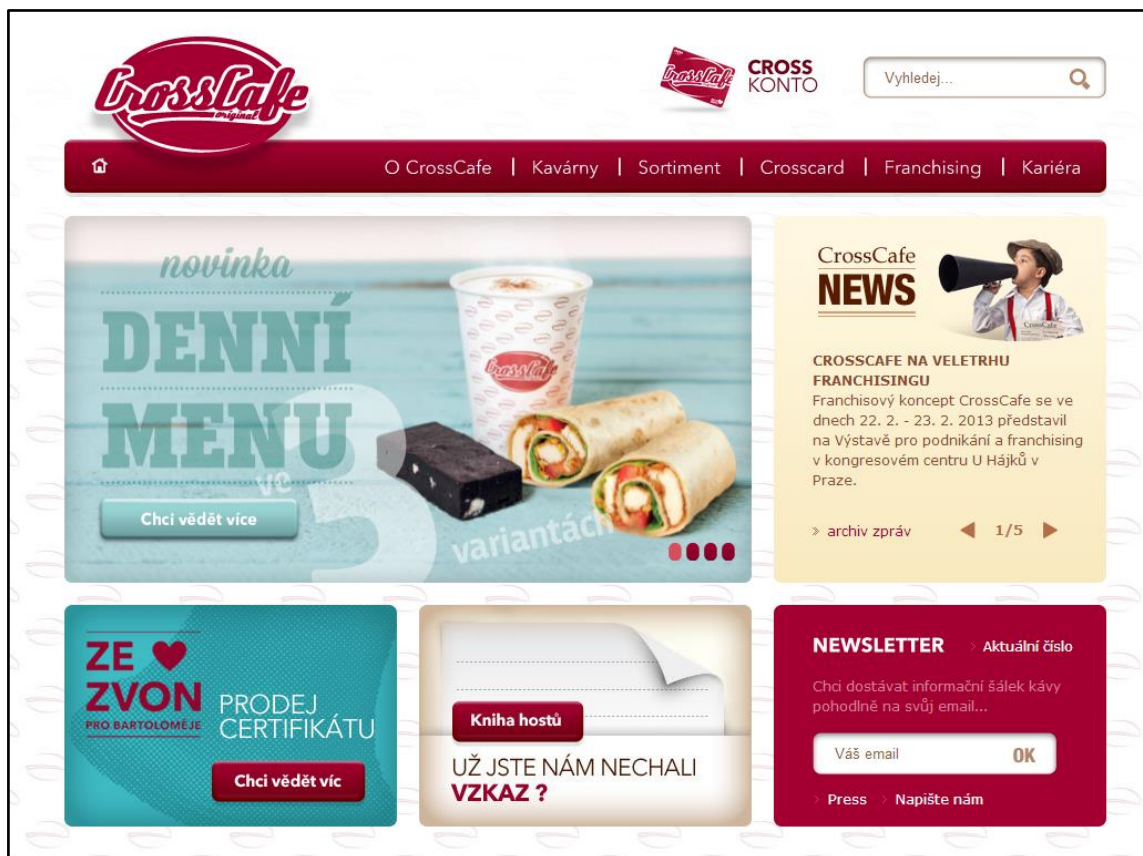 CrossCafe
original
CrossCafe
CROSS
KONTO
Vyhledej...
O CrossCafe | Kavárny | Sortiment | Crosscard | Franchising | Kariéra
novinka
DENNÍ
MENU
ve 3
variantách
Chci vědět více
CrossCafe
CrossCafe
NEWS
CrossCafe
CROSSCAFE NA VELETRHU
FRANCHISINGU
Franchisový koncept CrossCafe se ve
dnech 22. 2. - 23. 2. 2013 představil
na Výstavě pro podnikání a franchising
v kongresovém centru U Hájků v
Praze.
» archiv zpráv
1/5
ZE ♥
ZVON
PRO BARTOLOMĚJE
PRODEJ
CERTIFIKÁTU
Chci vědět víc
Kniha hostů
UŽ JSTE NÁM NECHALI
VZKAZ ?
NEWSLETTER
› Aktuální číslo
Chci dostávat informační šálek kávy
pohodlně na svůj email...
Váš email
OK
› Press › Napište nám